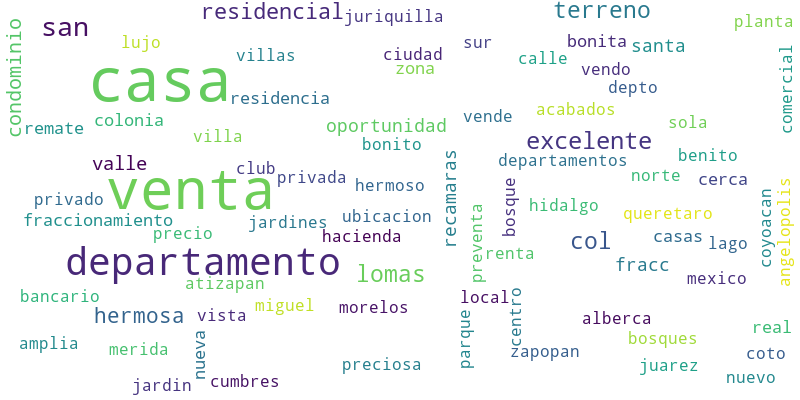 residencial
juriquilla
terreno
planta
san
lujo
villas
ciudad
zona
sur
bonita
calle
santa
vendo
depto
comercial
condominio
casa
residencia
vende
acabados
remate
colonia
villa
oportunidad
bonito
sola
excelente
valle
club
privada
hermoso
departamentos
benito
norte
cerca
venta
privado
fraccionamiento
jardines
ubicacion
recamaras
bosque
hidalgo
queretaro
coyoacan
angelopolis
precio
hacienda
preventa
renta
col
casas
lago
departamento
lomas
fracc
mexico
atizapan
bancario
miguel
morelos
local
hermosa
vista
parque
centro
alberca
real
amplia
merida
nueva
preciosa
zapopan
bosques
juarez
coto
nuevo
jardin
cumbres